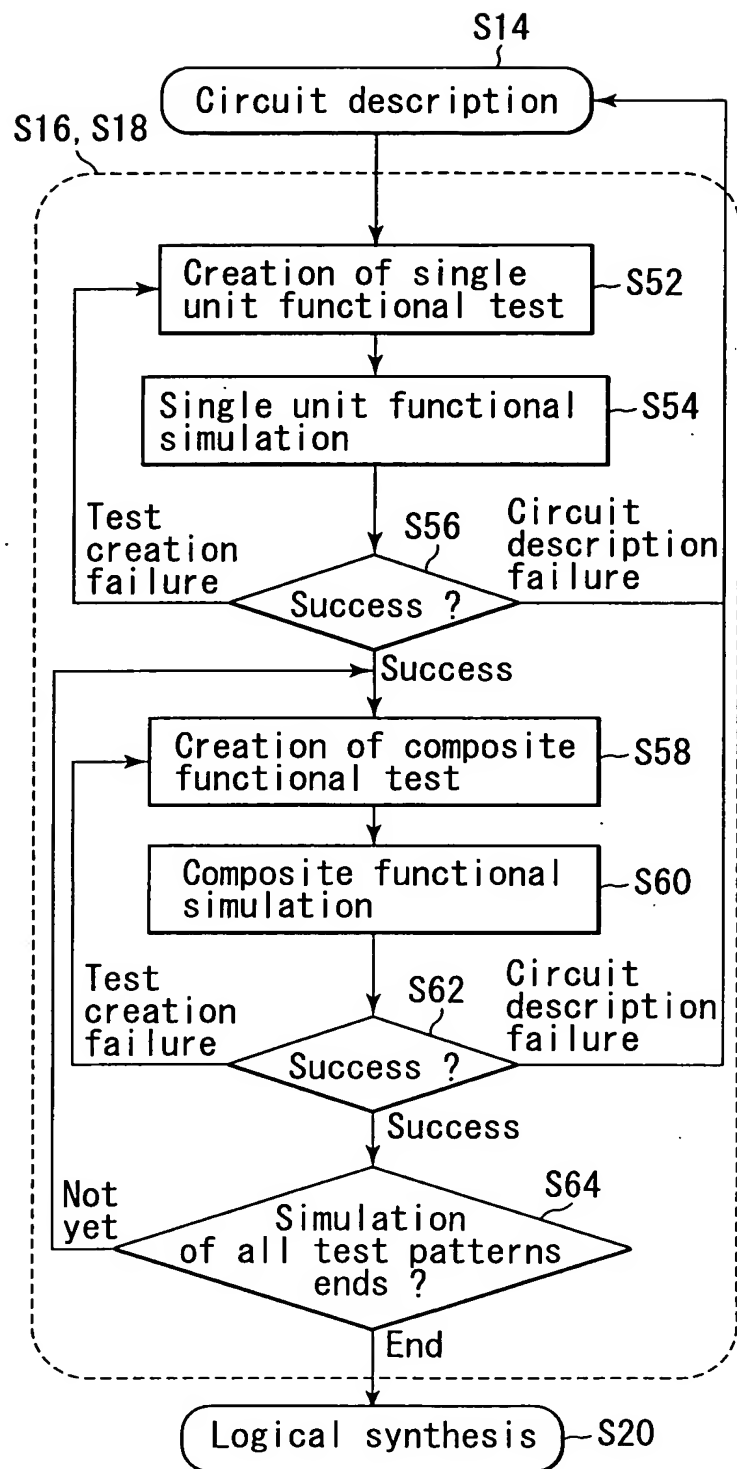 S14
Circuit description
S16, S18
Creation of single
unit functional test
S52
Single unit functional
simulation
S54
Test
creation
failure
S56
Circuit
description
failure
Success ?
Success
Creation of composite
functional test
S58
Composite functional
simulation
S60
Test
creation
failure
S62
Circuit
description
failure
Success ?
Success
Not
yet
S64
Simulation
of all test patterns
ends ?
End
Logical synthesis
S20